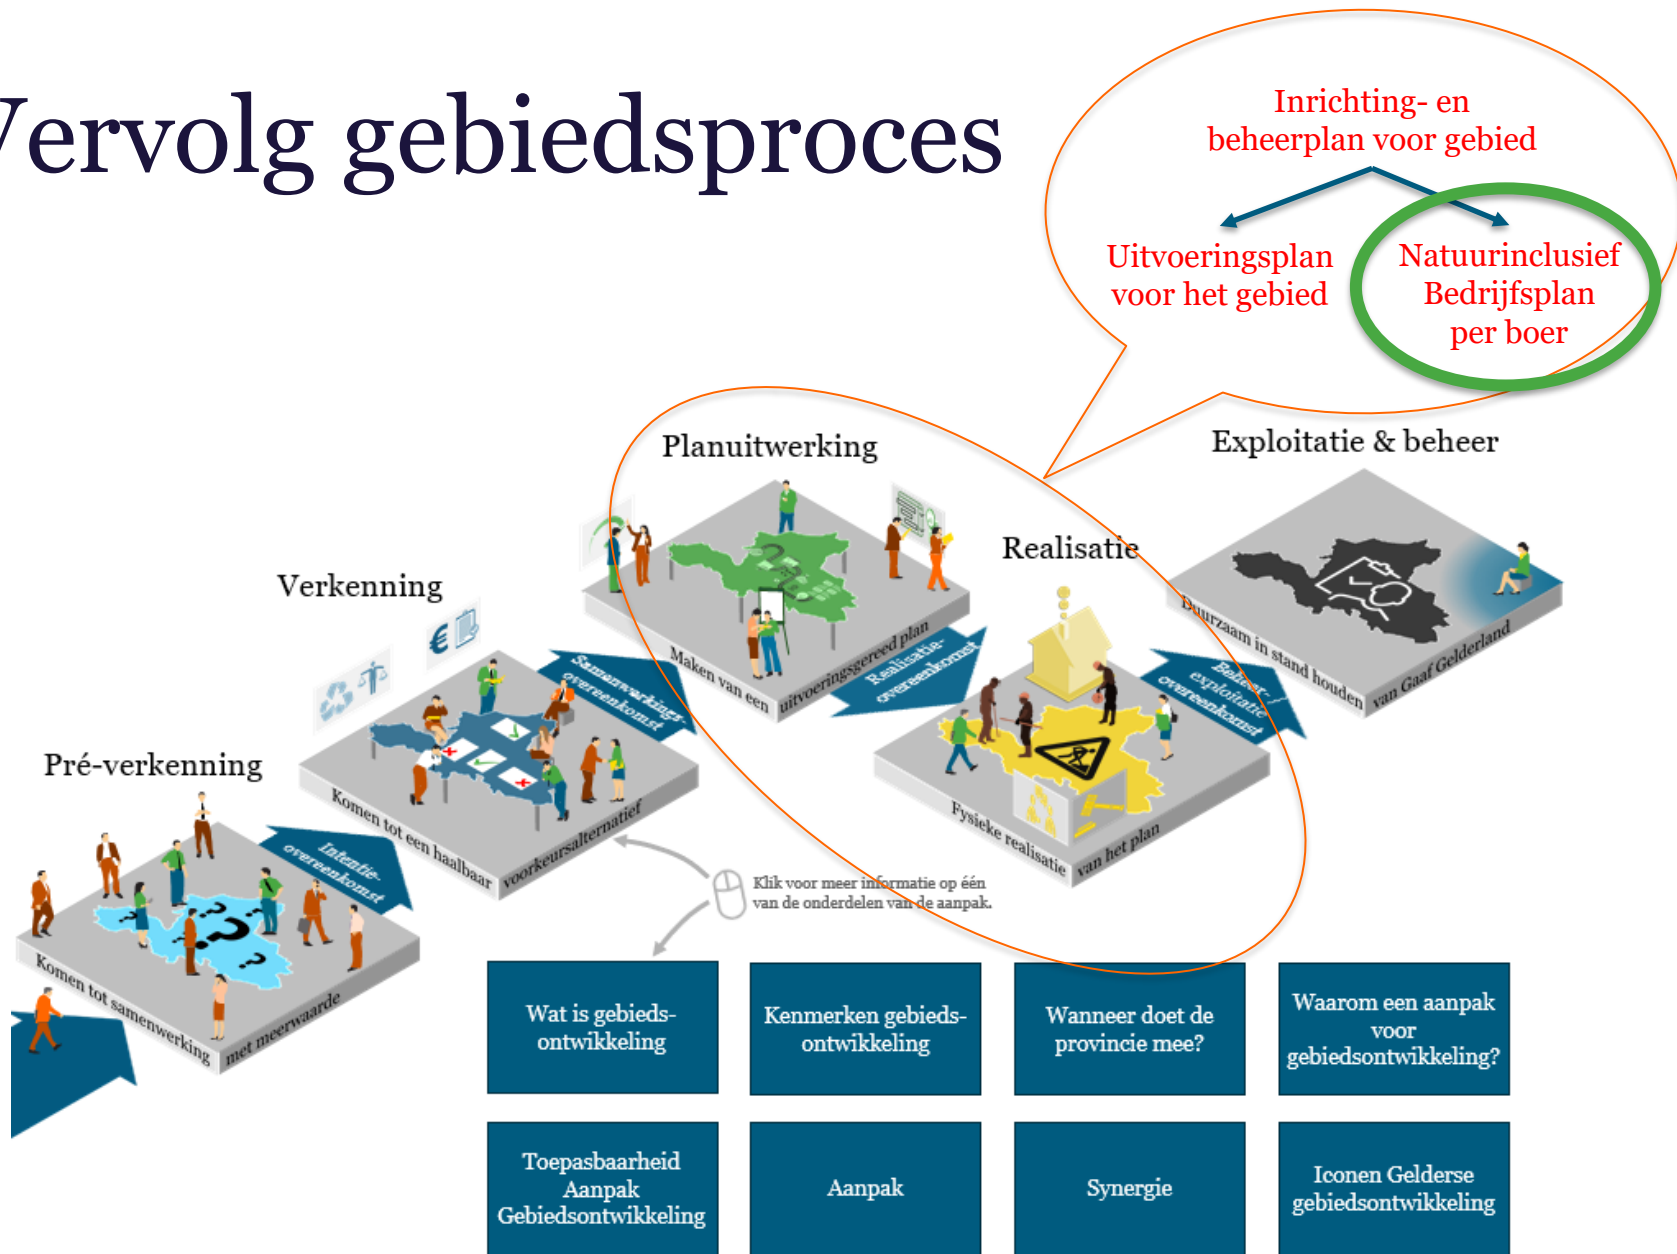 Vervolg gebiedsproces
Inrichting- en
beheerplan voor gebied
Uitvoeringsplan
voor het gebied
Natuurinclusief
Bedrijfsplan
per boer
Planuitwerking
Exploitatie & beheer
Realisatie
Verkenning
Pré-verkenning
Komen tot samenwerking
met meerwaarde
Intentie-
overeenkomst
Komen tot een haalbaar
voorkeursalternatief
Samenwerkings-
overeenkomst
Maken van een
uitvoeringsgereed plan
Realisatie-
overeenkomst
Fysieke realisatie
van het plan
Beheer-/
exploitatie
overeenkomst
Duurzaam in stand houden
van Gaaf Gelderland
Klik voor meer informatie op één
van de onderdelen van de aanpak.
Wat is gebieds-
ontwikkeling
Kenmerken gebieds-
ontwikkeling
Wanneer doet de
provincie mee?
Waarom een aanpak
voor
gebiedsontwikkeling?
Toepasbaarheid
Aanpak
Gebiedsontwikkeling
Aanpak
Synergie
Iconen Gelderse
gebiedsontwikkeling